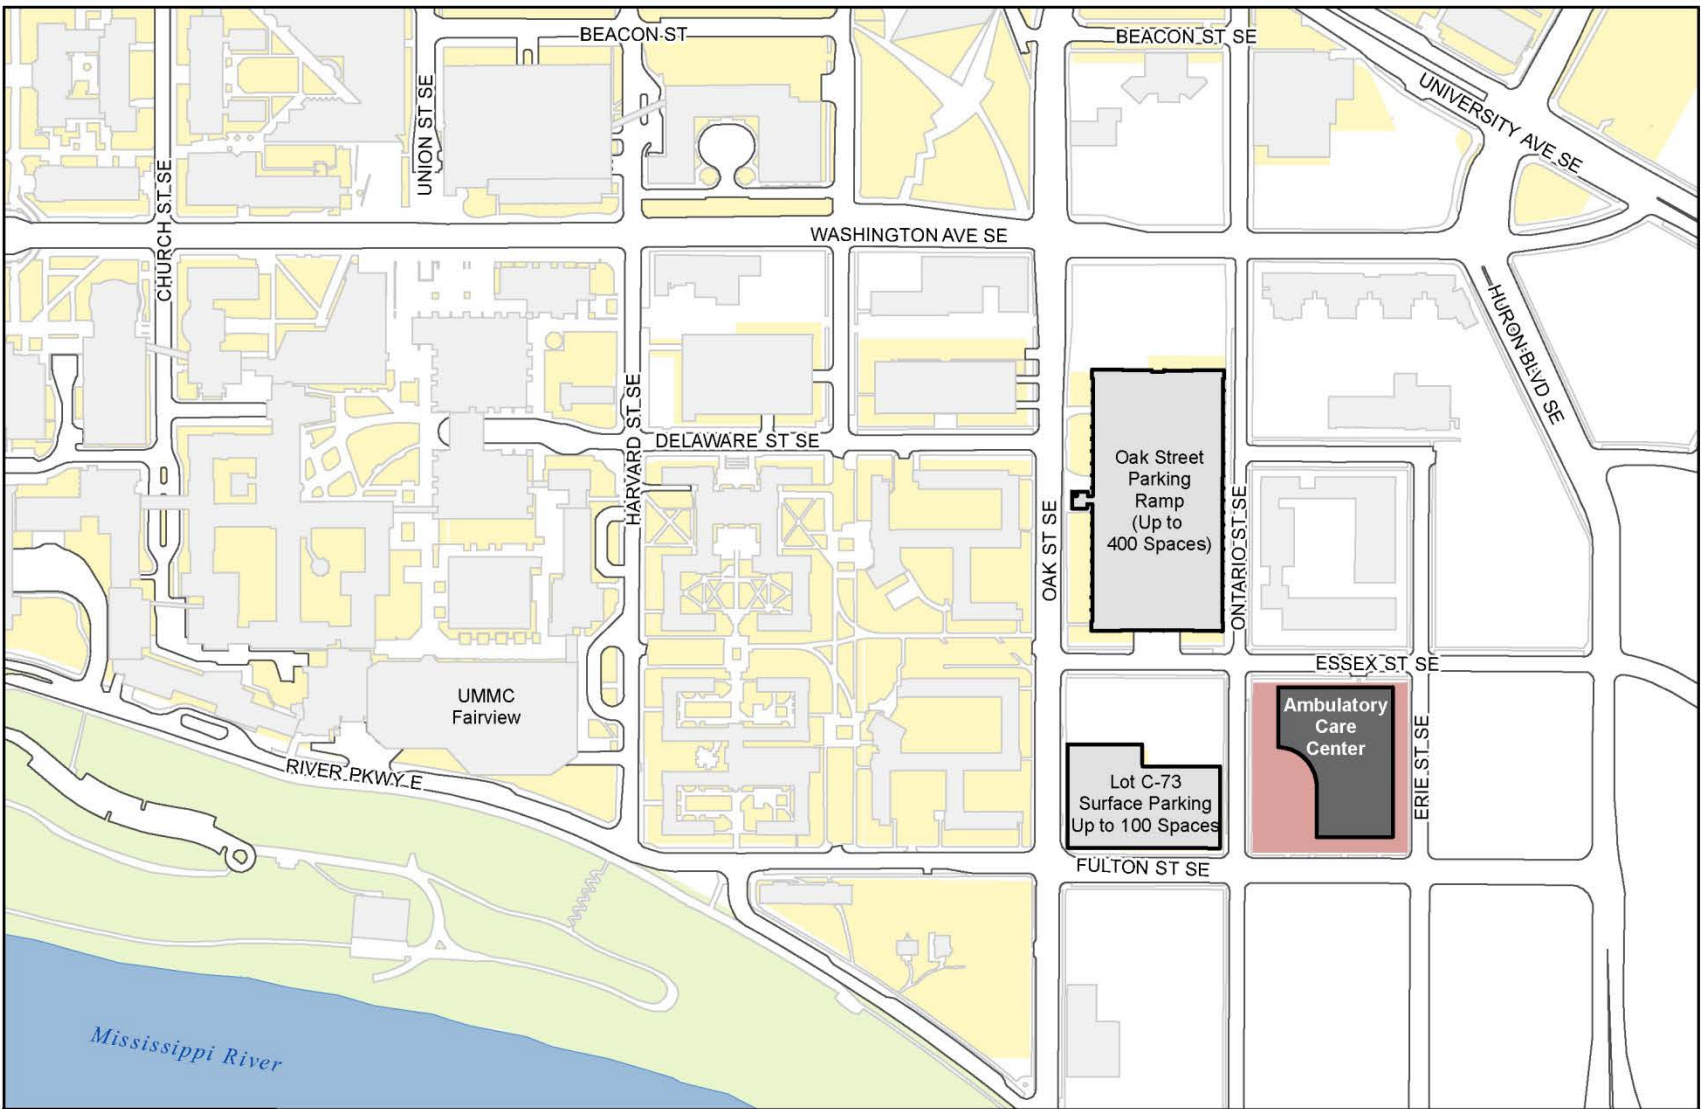 BEACON ST
BEACON ST SE
UNION ST SE
UNIVERSITY AVE SE
CHURCH ST SE
WASHINGTON AVE SE
HURON BLVD SE
HARVARD ST SE
DELAWARE ST SE
Oak Street
Parking
Ramp
(Up to
400 Spaces)
OAK ST SE
ONTARIO ST SE
ESSEX ST SE
UMMC
Fairview
Ambulatory
Care
Center
ERIE ST SE
RIVER PKWY E
Lot C-73
Surface Parking
Up to 100 Spaces
FULTON ST SE
Mississippi River